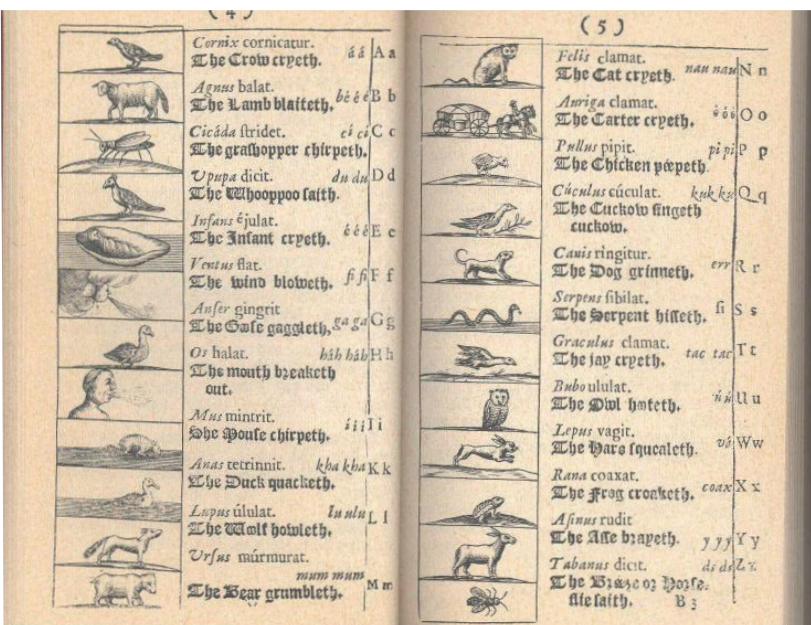 ( 4 )
Cornix cornicatur. á á A a
The Crow cryeth.
Agnus balat. bé é é B b
The Lamb blaiteth.
Cicáda stridet. ci ci C c
The grasshopper chirpeth.
Upupa dicit. du du D d
The Whooppoo saith.
Infans éjulat. é é é E e
The Infant cryeth.
Ventus flat. fi fi F f
The wind bloweth.
Anser gingrit ga ga G g
The Goose gaggleth.
Os halat. háh háh H h
The mouth breaketh
out.
Mus mintrit. í í í I i
The Mouse chirpeth.
Anas tetrinnit. kha kha K k
The Duck quacketh.
Lupus úlulat. lu ulu L l
The Wolf howleth.
Ursus múrmurat.
mum mum M m
The Bear grumbleth.
( 5 )
Felis clamat. nau nau N n
The Cat cryeth.
Auriga clamat. ó ó ó O o
The Carter cryeth.
Pullus pipit. pi pi P p
The Chicken peepeth.
Cúculus cúculat. kuk ku Q q
The Cuckow singeth
cuckow.
Canis ringitur. err R r
The Dog grinneth.
Serpens sibilat. si S s
The Serpent hisseth.
Graculus clamat. tac tac T t
The jay cryeth.
Bubo ululat. ú ú U u
The Owl hooteth.
Lepus vagit. vá W w
The Hare squealeth.
Rana coaxat. coax X x
The Frog croaketh.
Asinus rudit y y y Y y
The Asse brayeth.
Tabanus dicit. ds ds Z z
The Breeze or Horse-
flie saith. B 3